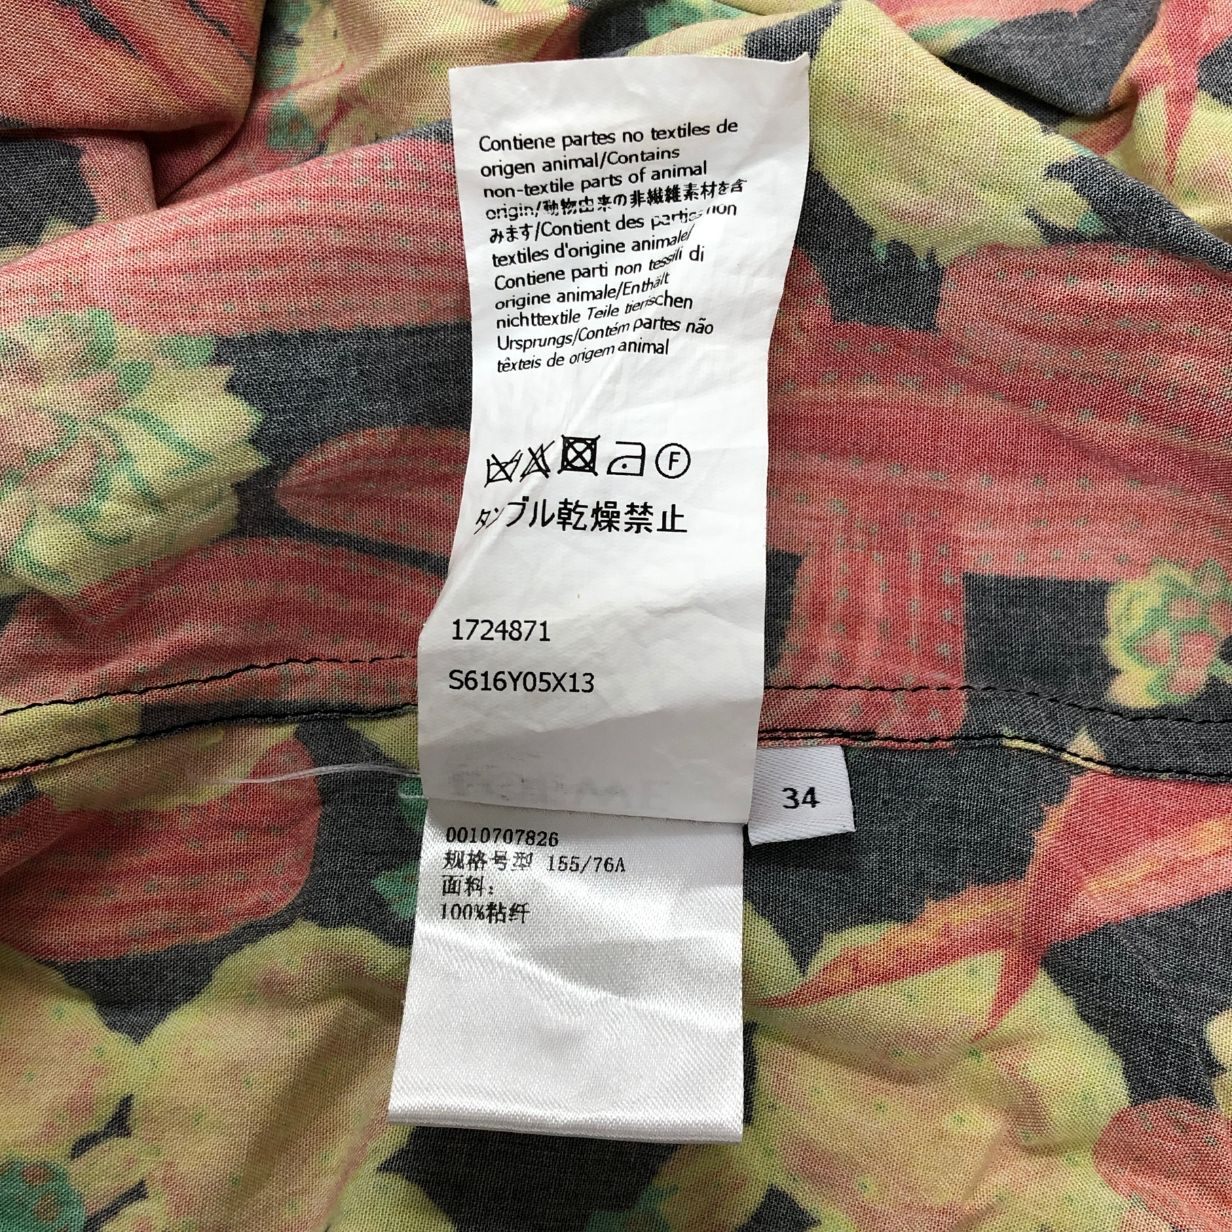 Contiene partes no textiles de
origen animal/Contains
non-textile parts of animal
origin/動物由来の非繊維素材を含
みます/Contient des parties non
textiles d'origine animale/
Contiene parti non tessili di
origine animale/Enthält
nichttextile Teile tierischen
Ursprungs/Contém partes não
têxteis de origem animal
F
タンブル乾燥禁止
1724871
S616Y05X13
34
0010707826
规格号型 155/76A
面料:
100%粘纤